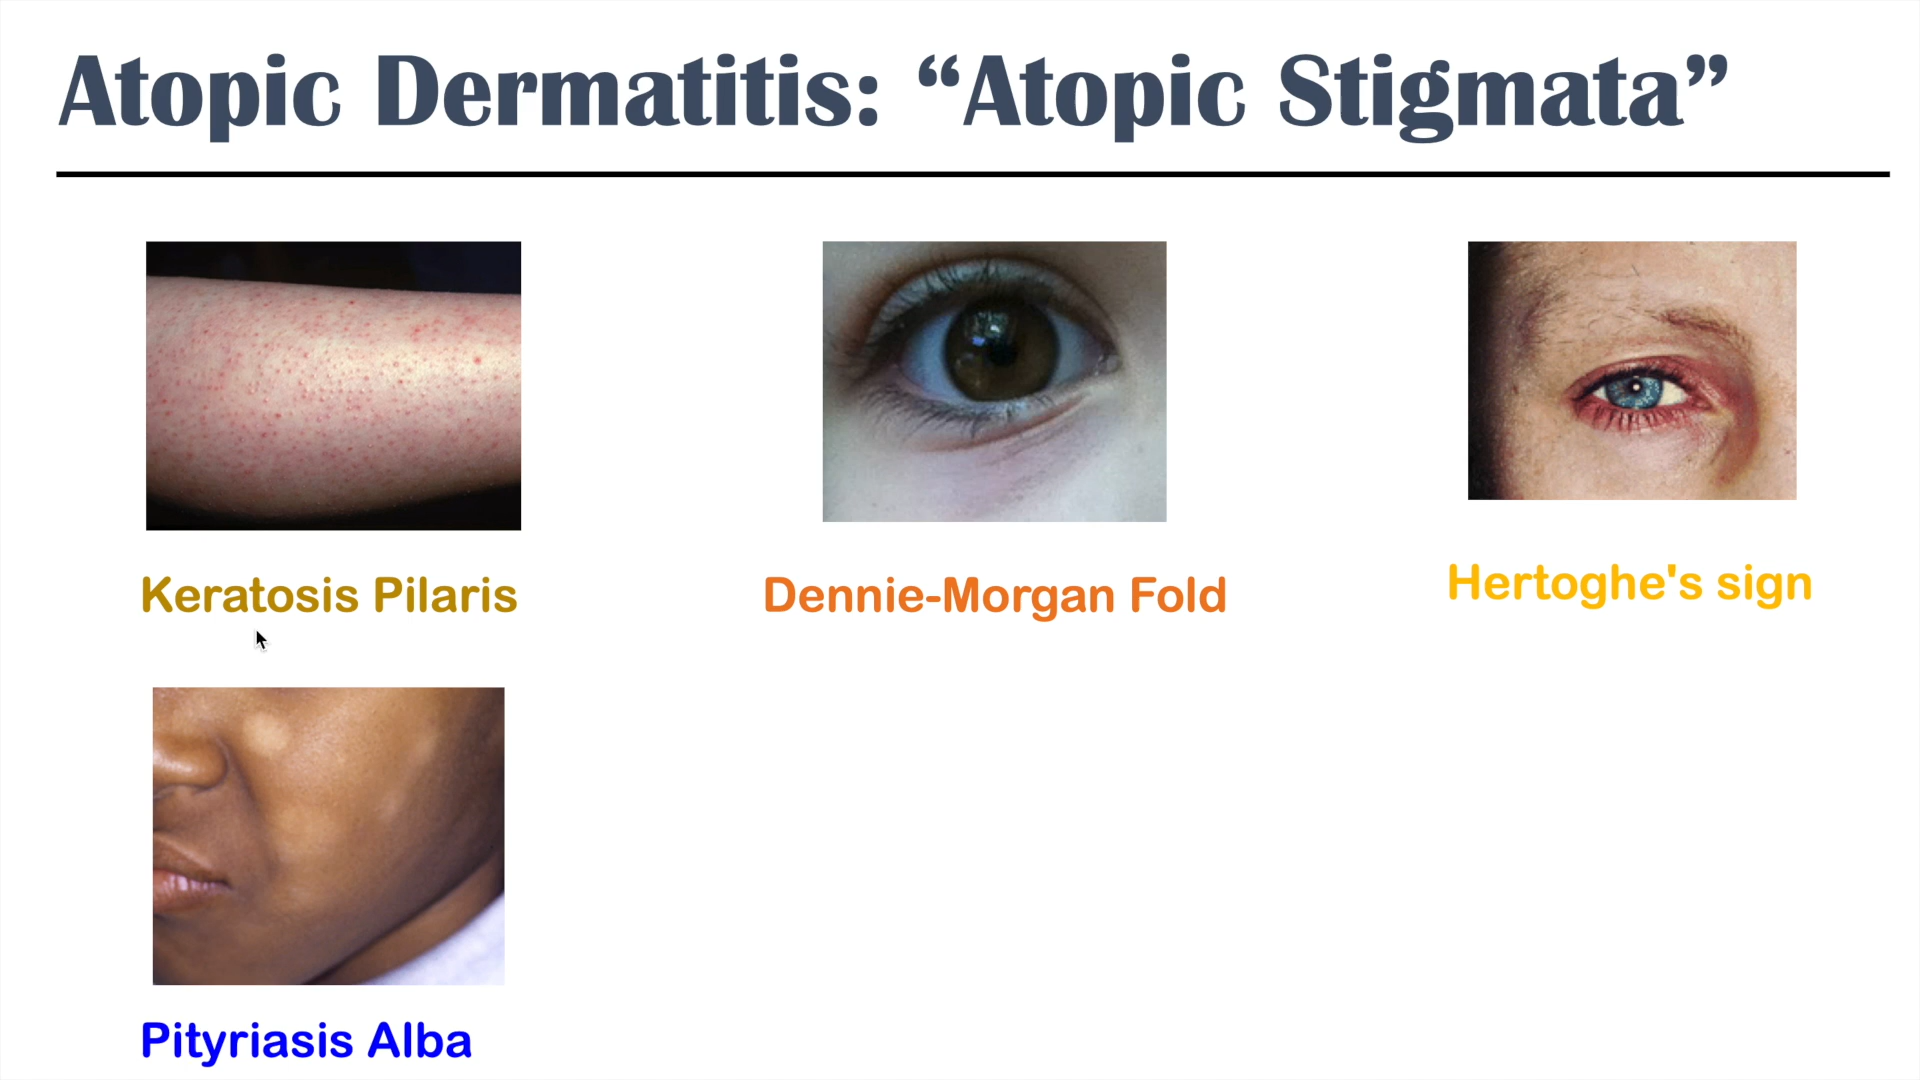 Atopic Dermatitis: “Atopic Stigmata”
Keratosis Pilaris
Dennie-Morgan Fold
Hertoghe's sign
Pityriasis Alba